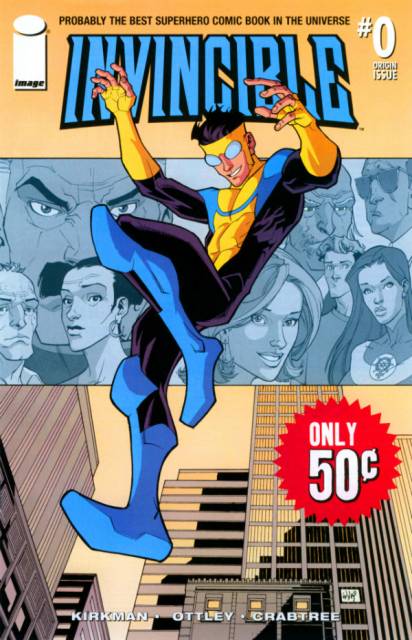 PROBABLY THE BEST SUPERHERO COMIC BOOK IN THE UNIVERSE
image
INVINCIBLE
#0
ORIGIN
ISSUE
ONLY
50¢
KIRKMAN • OTTLEY • CRABTREE